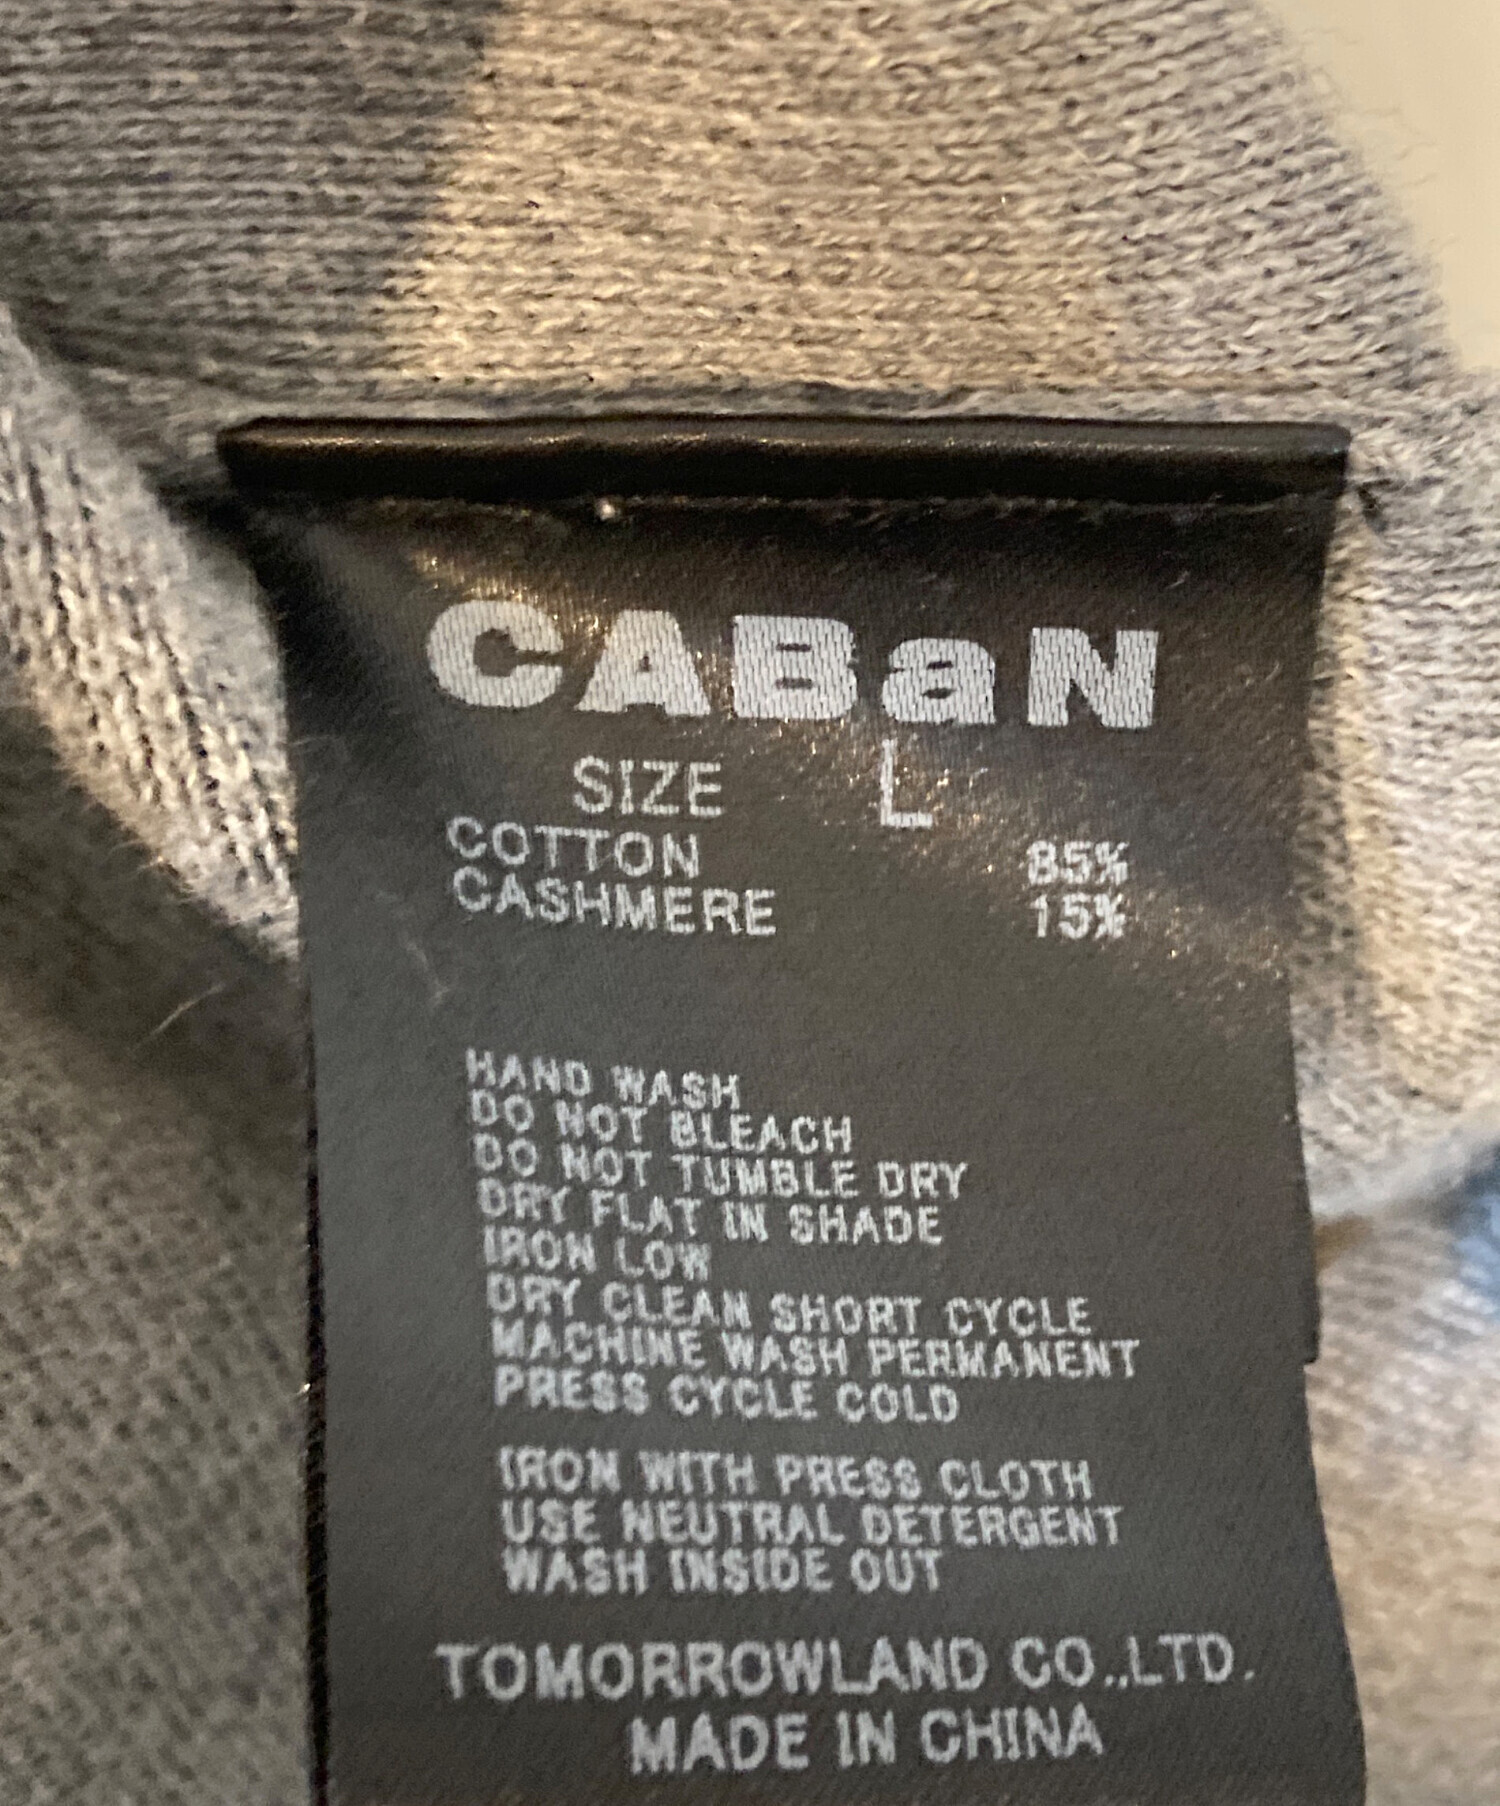 CABaN
SIZE L
COTTON 85%
CASHMERE 15%
HAND WASH
DO NOT BLEACH
DO NOT TUMBLE DRY
DRY FLAT IN SHADE
IRON LOW
DRY CLEAN SHORT CYCLE
MACHINE WASH PERMANENT
PRESS CYCLE COLD
IRON WITH PRESS CLOTH
USE NEUTRAL DETERGENT
WASH INSIDE OUT
TOMORROWLAND CO.,LTD.
MADE IN CHINA